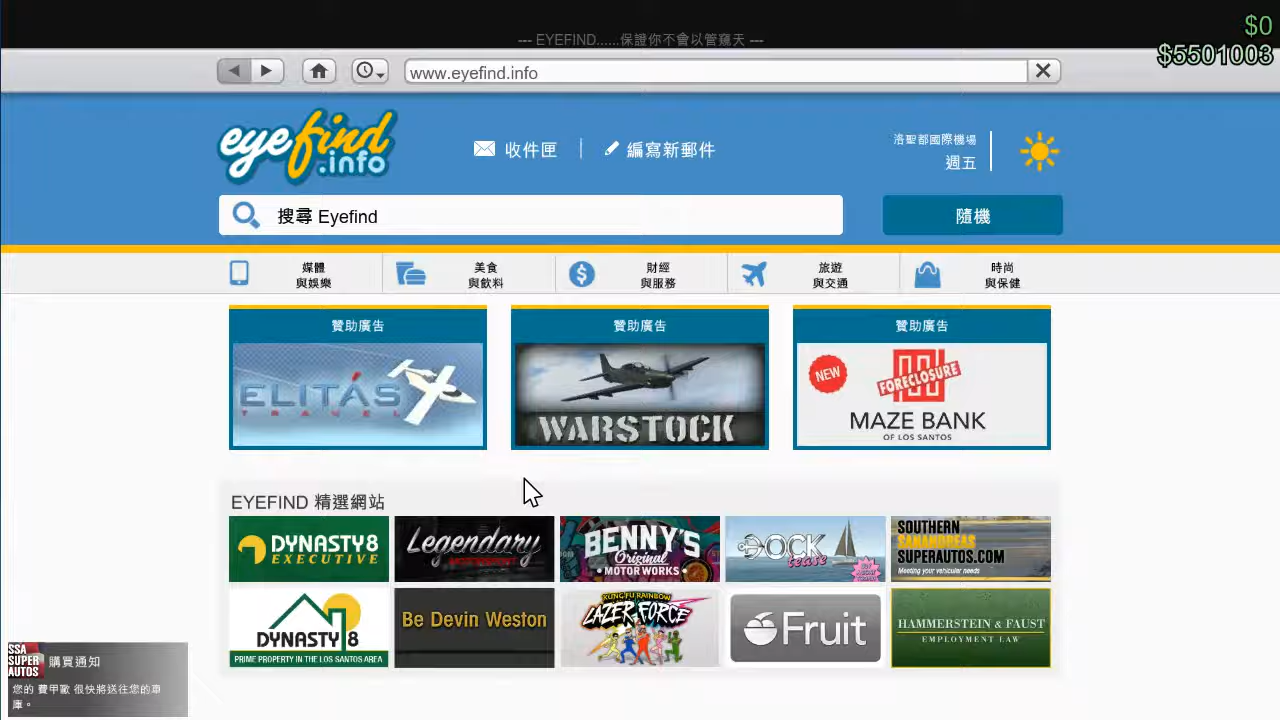 $0
--- EYEFIND......保證你不會以管窺天 ---
$5501003
www.eyefind.info
eyefind
.info
收件匣
編寫新郵件
洛聖都國際機場
週五
搜尋 Eyefind
隨機
媒體
與娛樂
美食
與飲料
財經
與服務
旅遊
與交通
時尚
與保健
贊助廣告
贊助廣告
贊助廣告
ELITÁS
TRAVEL
WARSTOCK
NEW
FORECLOSURE
MAZE BANK
OF LOS SANTOS
EYEFIND 精選網站
DYNASTY 8
EXECUTIVE
Legendary
MOTORSPORT
BENNY'S
Original
MOTOR WORKS
DOCK
tease
SOUTHERN
SANANDREAS
SUPERAUTOS.COM
Meeting your vehicular needs
DYNASTY 8
PRIME PROPERTY IN THE LOS SANTOS AREA
Be Devin Weston
KUNG FU RAINBOW
LAZER FORCE
Fruit
HAMMERSTEIN & FAUST
EMPLOYMENT LAW
SSA
SUPER
AUTOS
購買通知
您的 費甲歐 很快將送往您的車
庫。